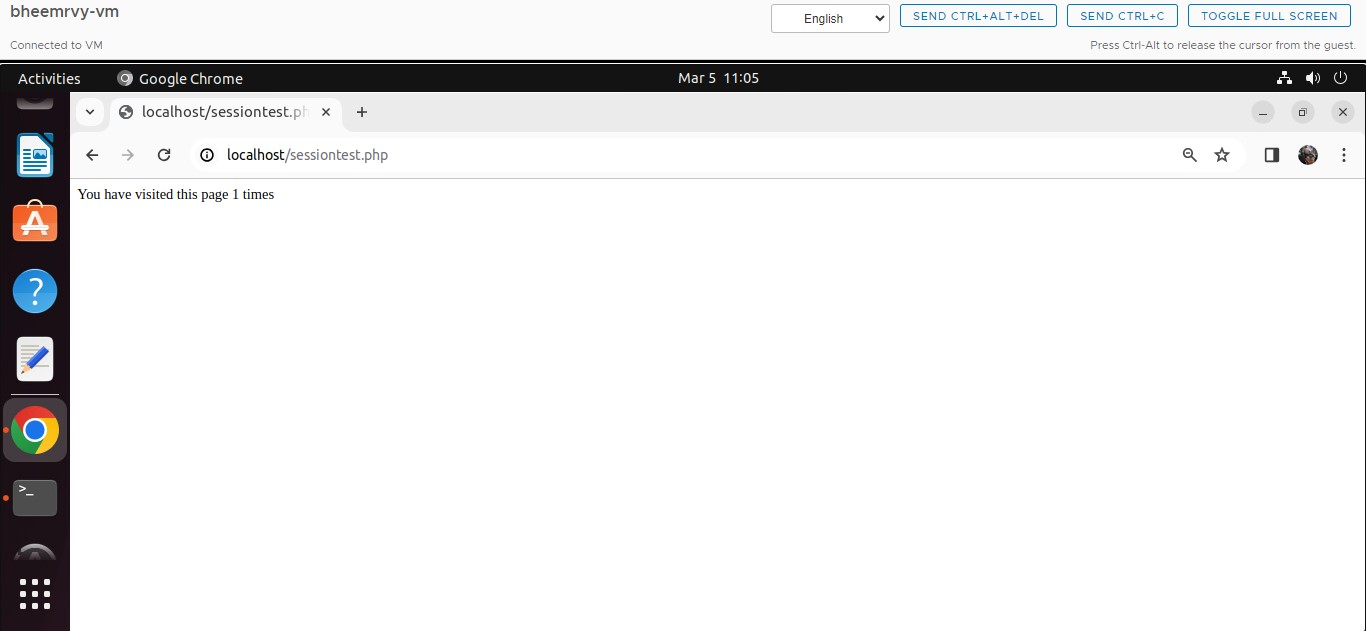 bheemrvy-vm
English
SEND CTRL+ALT+DEL
SEND CTRL+C
TOGGLE FULL SCREEN
Connected to VM
Press Ctrl-Alt to release the cursor from the guest.
Activities
Google Chrome
Mar 5 11:05
localhost/sessiontest.ph
localhost/sessiontest.php
You have visited this page 1 times